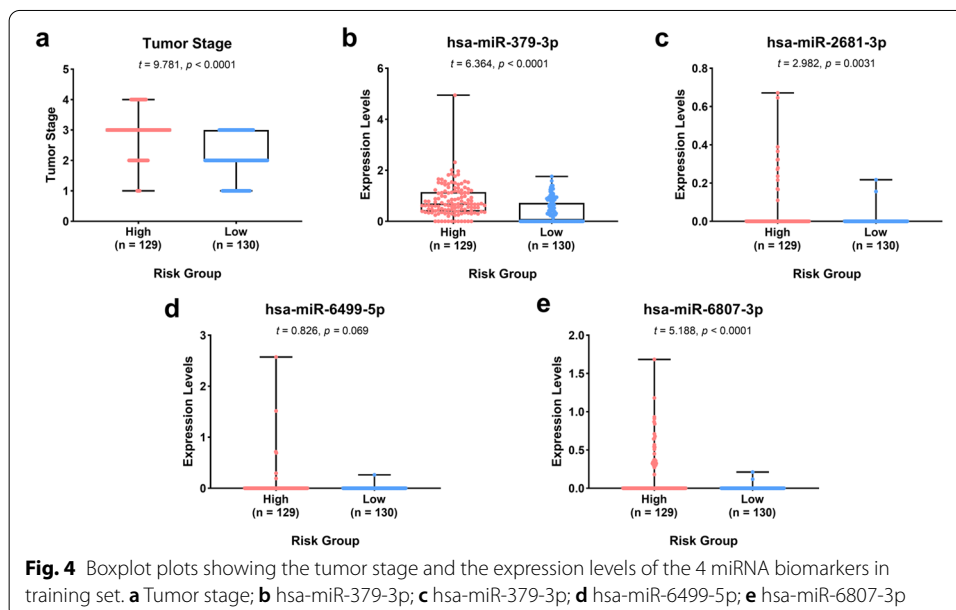 a
Tumor Stage
t = 9.781, p < 0.0001
Tumor Stage
5
4
3
2
1
0
High
(n = 129)
Low
(n = 130)
Risk Group
b
hsa-miR-379-3p
t = 6.364, p < 0.0001
Expression Levels
6
4
2
0
High
(n = 129)
Low
(n = 130)
Risk Group
c
hsa-miR-2681-3p
t = 2.982, p = 0.0031
Expression Levels
0.8
0.6
0.4
0.2
0.0
High
(n = 129)
Low
(n = 130)
Risk Group
d
hsa-miR-6499-5p
t = 0.826, p = 0.069
Expression Levels
3
2
1
0
High
(n = 129)
Low
(n = 130)
Risk Group
e
hsa-miR-6807-3p
t = 5.188, p < 0.0001
Expression Levels
2.0
1.5
1.0
0.5
0.0
High
(n = 129)
Low
(n = 130)
Risk Group
Fig. 4 Boxplot plots showing the tumor stage and the expression levels of the 4 miRNA biomarkers in
training set. a Tumor stage; b hsa-miR-379-3p; c hsa-miR-379-3p; d hsa-miR-6499-5p; e hsa-miR-6807-3p